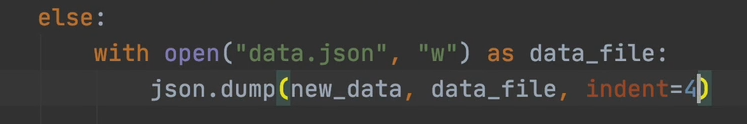 else:
with open("data.json", "w") as data_file:
json.dump(new_data, data_file, indent=4)